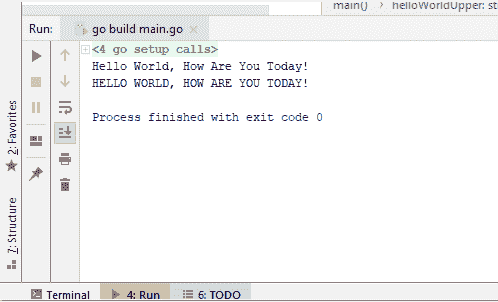 main()
helloWorldUpper: st
Run:
go build main.go
<4 go setup calls>
Hello World, How Are You Today!
HELLO WORLD, HOW ARE YOU TODAY!
Process finished with exit code 0
2: Favorites
7: Structure
Terminal
4: Run
6: TODO